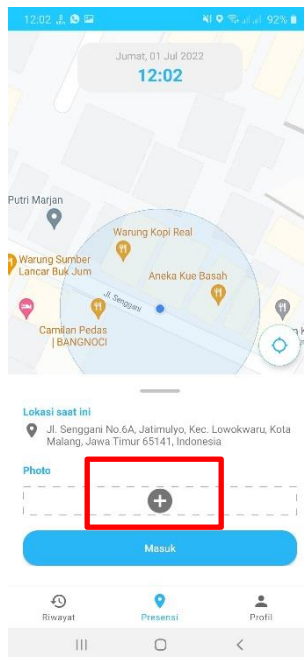 12:02
92%
Jumat, 01 Jul 2022
12:02
Putri Marjan
Warung Kopi Real
Warung Sumber
Lancar Buk Jum
Aneka Kue Basah
Jl. Senggani
Camilan Pedas
| BANGNOCI
Lokasi saat ini
Jl. Senggani No.6A, Jatimulyo, Kec. Lowokwaru, Kota
Malang, Jawa Timur 65141, Indonesia
Photo
Masuk
Riwayat
Presensi
Profil